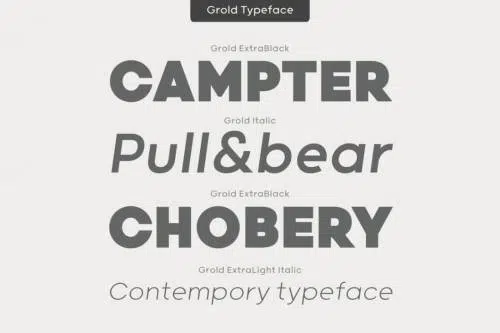 Grold Typeface
Grold ExtraBlack
CAMPTER
Grold Italic
Pull&bear
Grold ExtraBlack
CHOBERY
Grold ExtraLight Italic
Contempory typeface